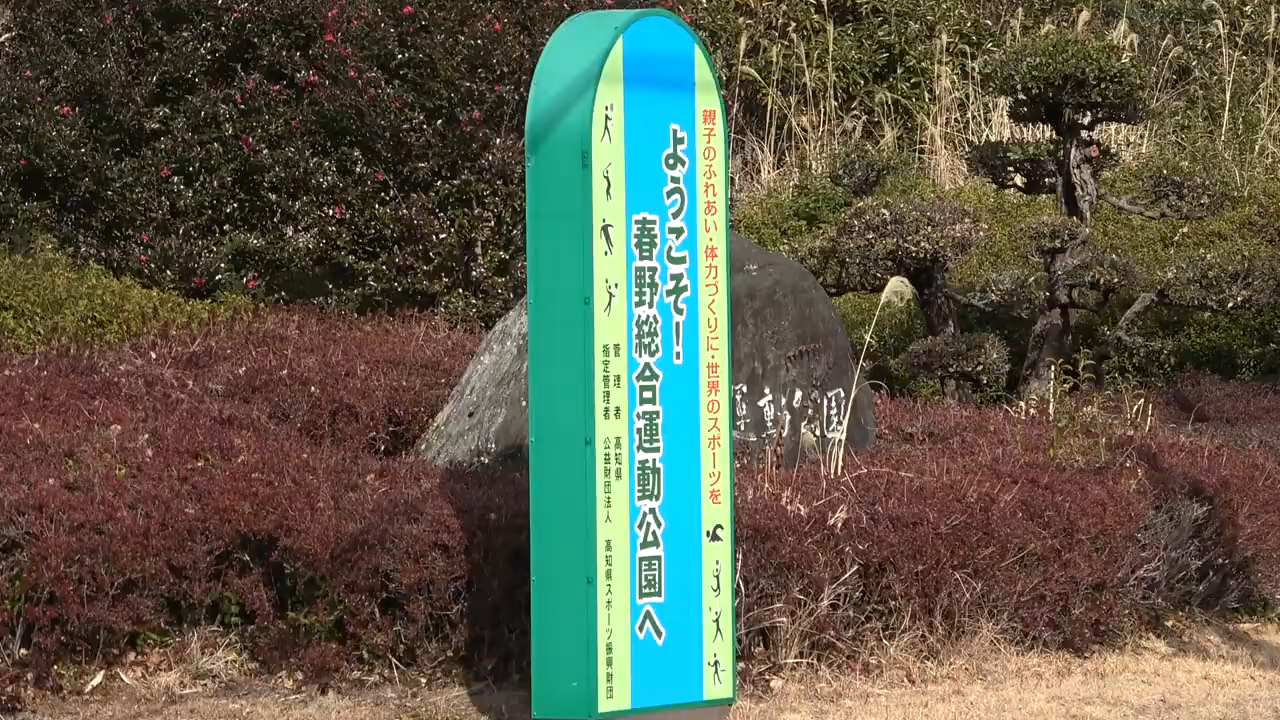 親子のふれあい・体力づくりに・世界のスポーツを
ようこそ!
春野総合運動公園へ
管理者 高知県
指定管理者 公益財団法人 高知県スポーツ振興財団
運動公園